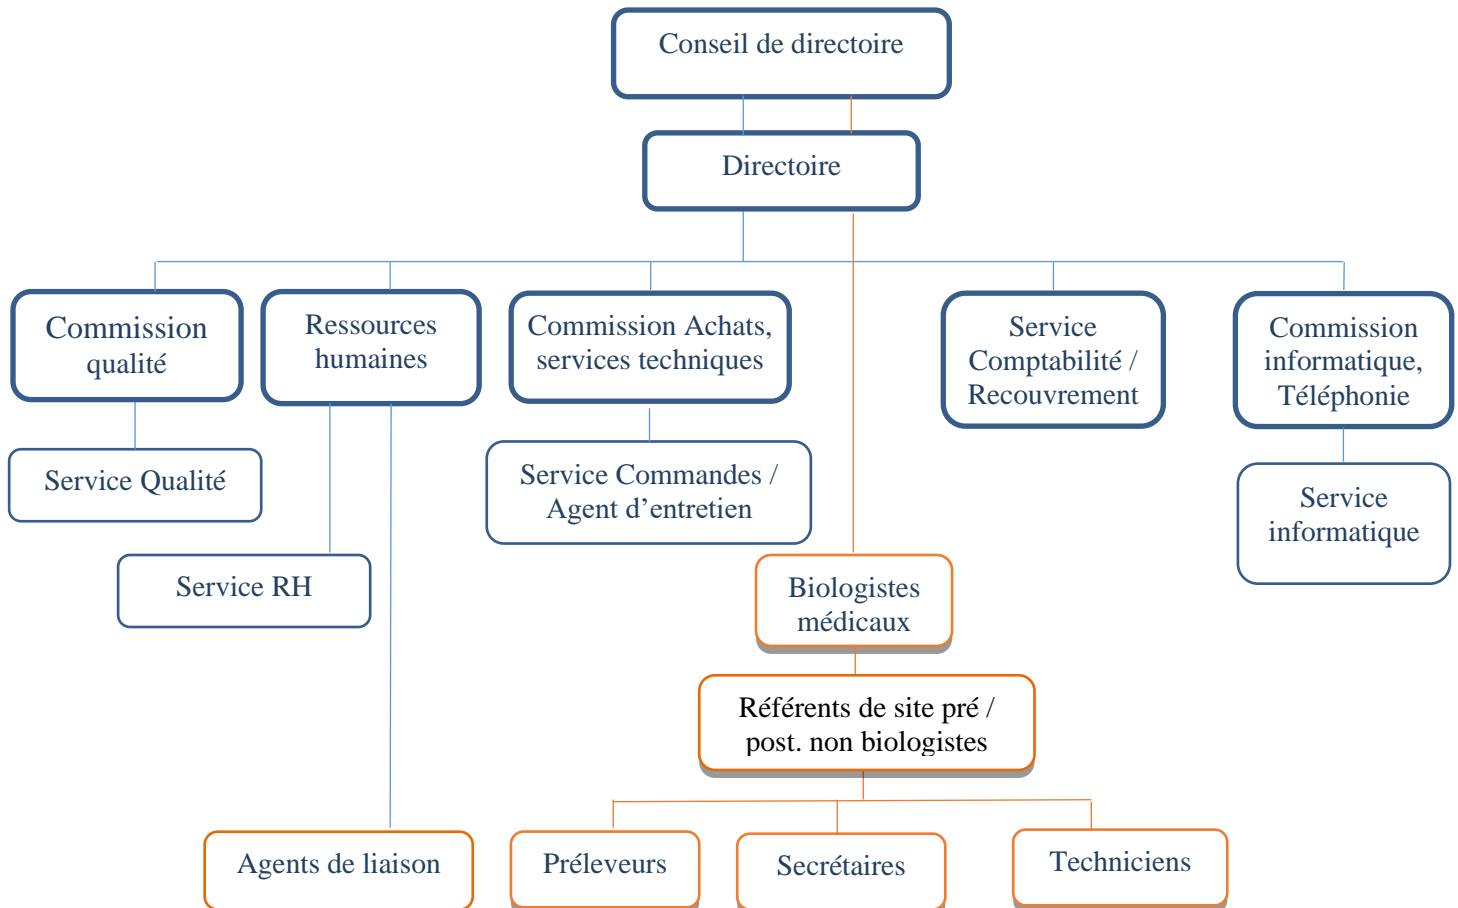 Conseil de directoire
Directoire
Commission
qualité
Ressources
humaines
Commission Achats,
services techniques
Service
Comptabilité /
Recouvrement
Commission
informatique,
Téléphonie
Service Qualité
Service Commandes /
Agent d’entretien
Service
informatique
Service RH
Biologistes
médicaux
Référents de site pré /
post. non biologistes
Agents de liaison
Préleveurs
Secrétaires
Techniciens